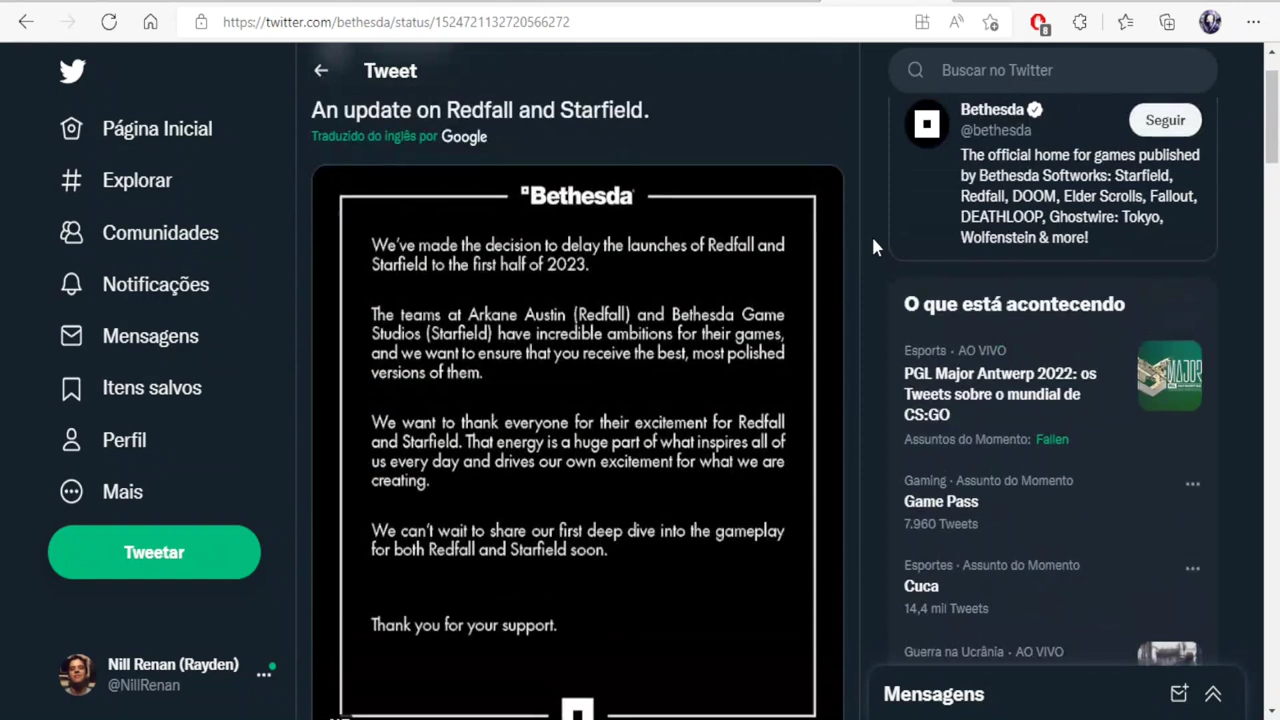 https://twitter.com/bethesda/status/1524721132720566272
8
Página Inicial
Explorar
Comunidades
Notificações
Mensagens
Itens salvos
Perfil
Mais
Tweetar
Nill Renan (Rayden)
@NillRenan
Tweet
An update on Redfall and Starfield.
Traduzido do inglês por Google
Bethesda
We've made the decision to delay the launches of Redfall and
Starfield to the first half of 2023.
The teams at Arkane Austin (Redfall) and Bethesda Game
Studios (Starfield) have incredible ambitions for their games,
and we want to ensure that you receive the best, most polished
versions of them.
We want to thank everyone for their excitement for Redfall
and Starfield. That energy is a huge part of what inspires all of
us every day and drives our own excitement for what we are
creating.
We can't wait to share our first deep dive into the gameplay
for both Redfall and Starfield soon.
Thank you for your support.
Buscar no Twitter
Bethesda
@bethesda
Seguir
The official home for games published
by Bethesda Softworks: Starfield,
Redfall, DOOM, Elder Scrolls, Fallout,
DEATHLOOP, Ghostwire: Tokyo,
Wolfenstein & more!
O que está acontecendo
Esports · AO VIVO
PGL Major Antwerp 2022: os
Tweets sobre o mundial de
CS:GO
MAJOR
Assuntos do Momento: Fallen
Gaming · Assunto do Momento
Game Pass
7.960 Tweets
Esportes · Assunto do Momento
Cuca
14,4 mil Tweets
Guerra na Ucrânia · AO VIVO
Mensagens